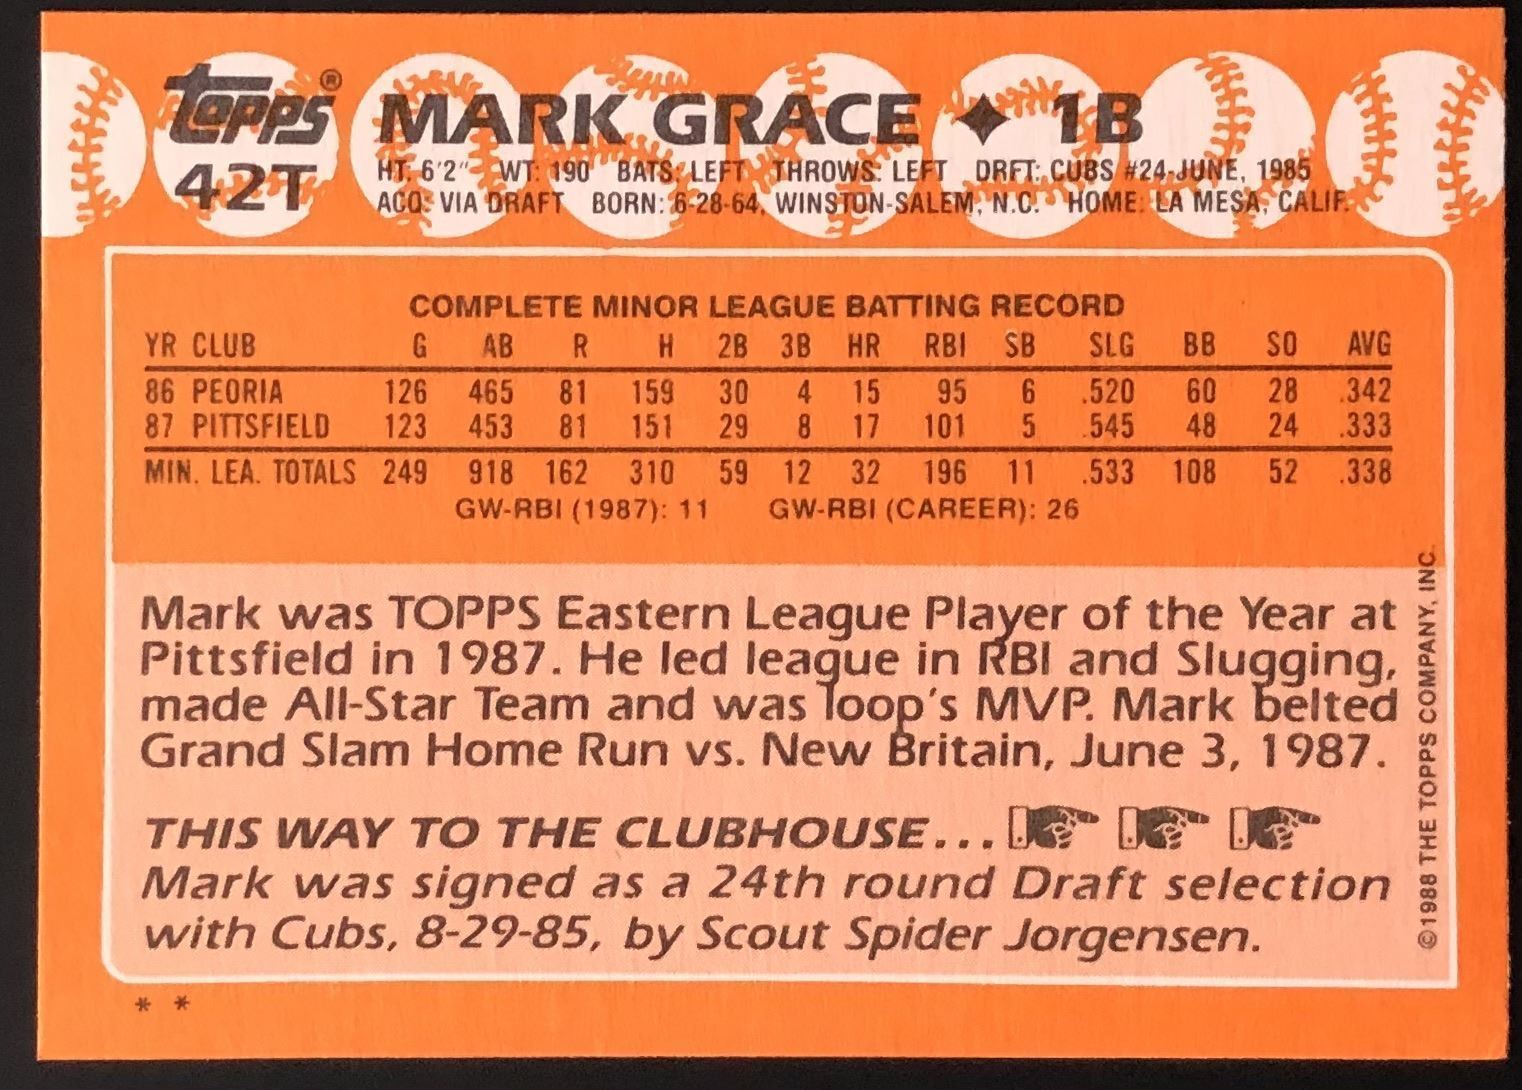 topps®
42T
MARK GRACE ✦ 1B
HT: 6'2" WT: 190 BATS: LEFT THROWS: LEFT DRFT: CUBS #24-JUNE, 1985
ACQ: VIA DRAFT BORN: 6-28-64, WINSTON-SALEM, N.C. HOME: LA MESA, CALIF.
COMPLETE MINOR LEAGUE BATTING RECORD
YR CLUB G AB R H 2B 3B HR RBI SB SLG BB SO AVG
86 PEORIA 126 465 81 159 30 4 15 95 6 .520 60 28 .342
87 PITTSFIELD 123 453 81 151 29 8 17 101 5 .545 48 24 .333
MIN. LEA. TOTALS 249 918 162 310 59 12 32 196 11 .533 108 52 .338
GW-RBI (1987): 11 GW-RBI (CAREER): 26
Mark was TOPPS Eastern League Player of the Year at
Pittsfield in 1987. He led league in RBI and Slugging,
made All-Star Team and was loop's MVP. Mark belted
Grand Slam Home Run vs. New Britain, June 3, 1987.
THIS WAY TO THE CLUBHOUSE...
Mark was signed as a 24th round Draft selection
with Cubs, 8-29-85, by Scout Spider Jorgensen.
©1988 THE TOPPS COMPANY, INC.
* *